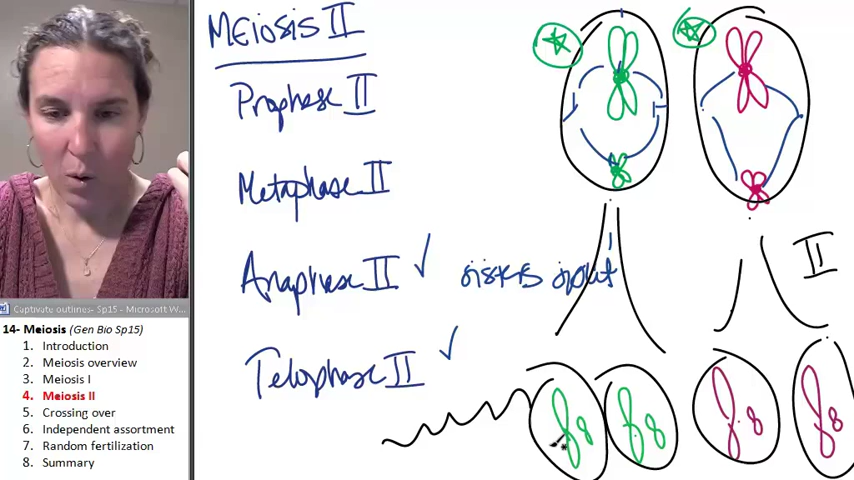 MEIOSIS II
Prophase II
Metaphase II
Anaphase II ✓ sisters split
II
Telophase II ✓
Captivate outlines- Sp15 - Microsoft W...
14- Meiosis (Gen Bio Sp15)
1. Introduction
2. Meiosis overview
3. Meiosis I
4. Meiosis II
5. Crossing over
6. Independent assortment
7. Random fertilization
8. Summary